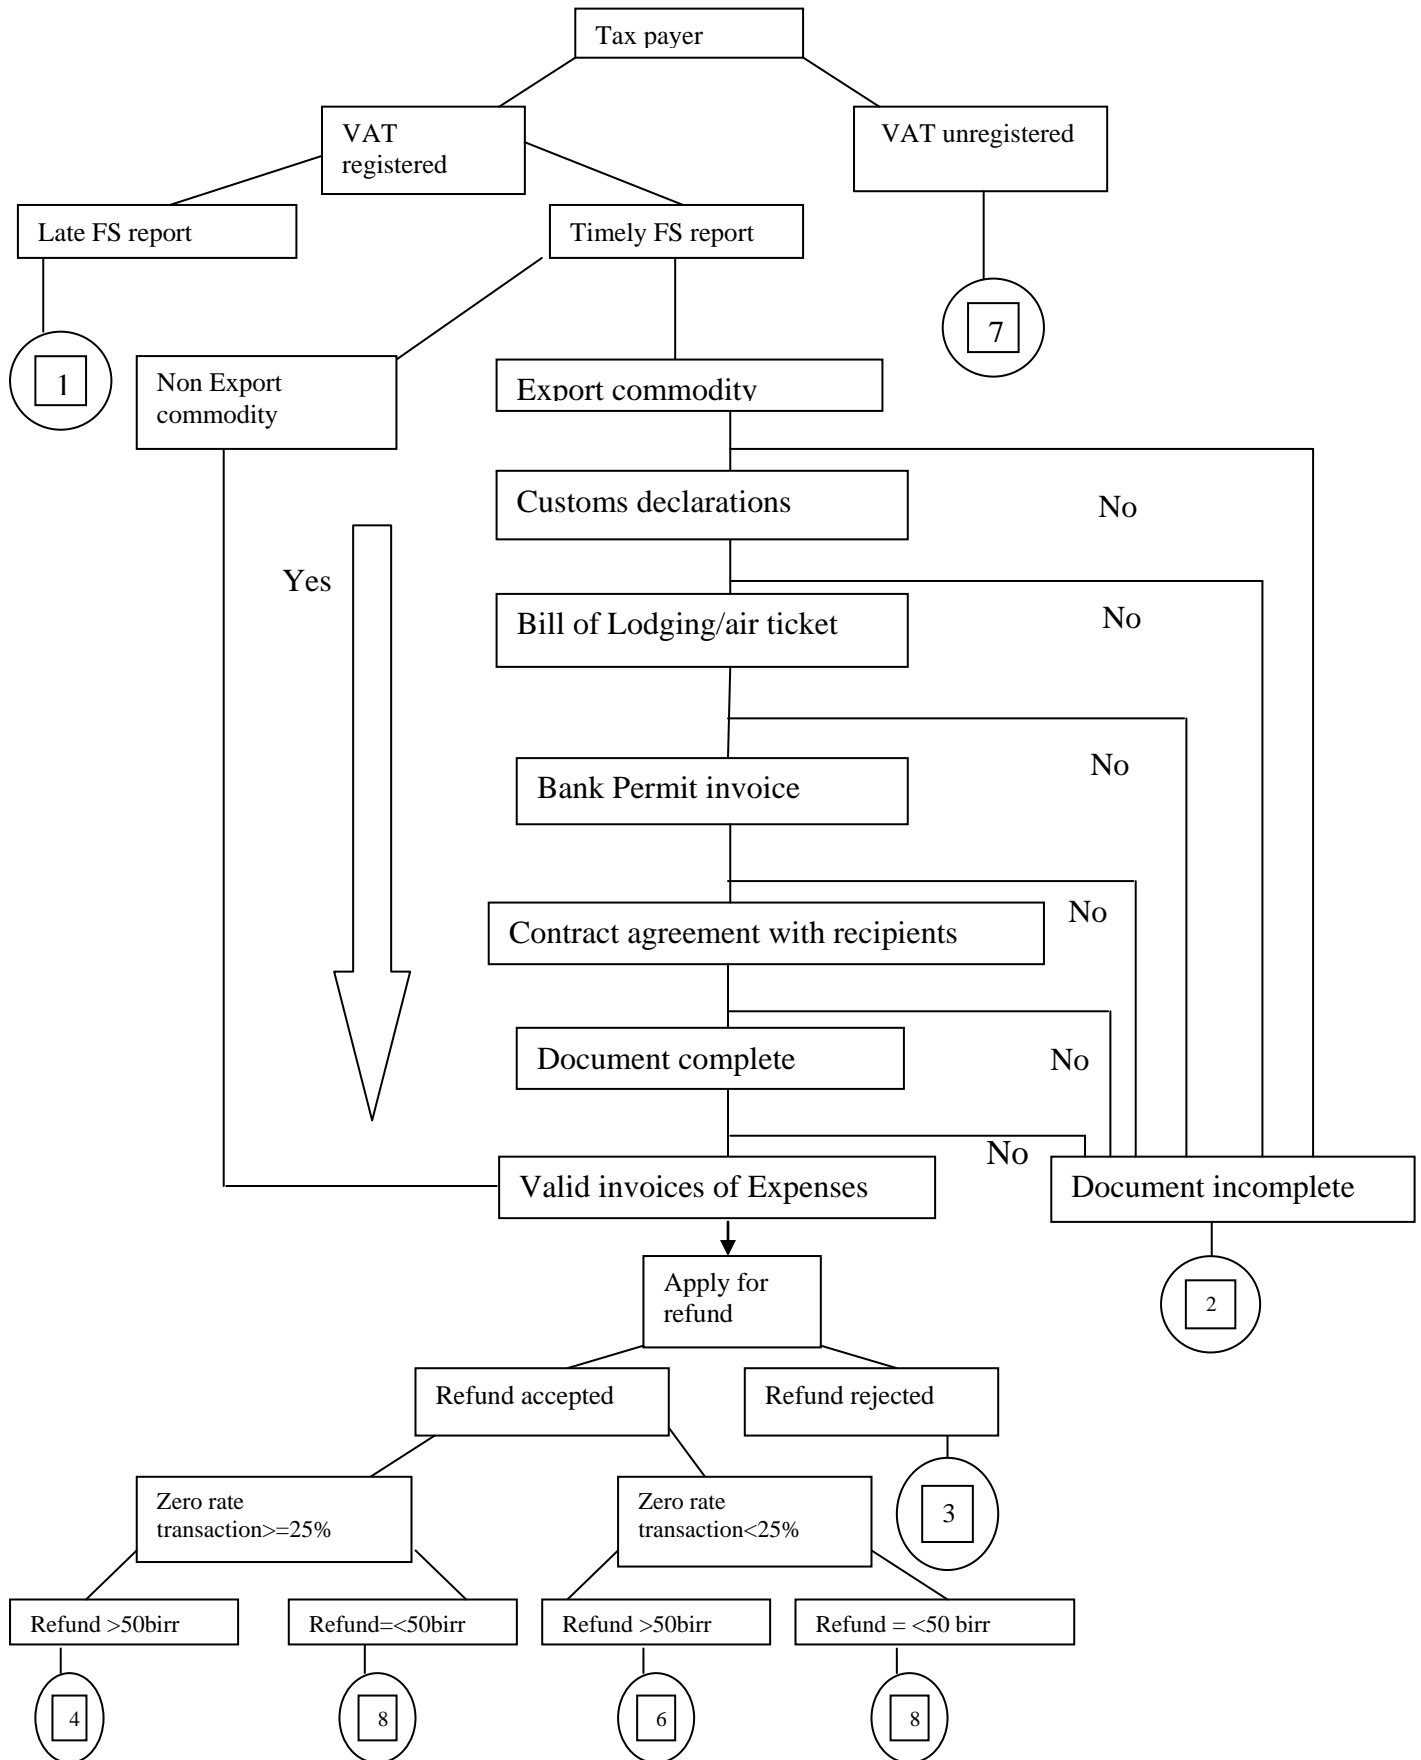 Tax payer
VAT
registered
VAT unregistered
Late FS report
Timely FS report
7
1
Non Export
commodity
Export commodity
Customs declarations
No
Yes
Bill of Lodging/air ticket
No
Bank Permit invoice
No
Contract agreement with recipients
No
Document complete
No
Valid invoices of Expenses
No
Document incomplete
Apply for
refund
2
Refund accepted
Refund rejected
Zero rate
transaction>=25%
Zero rate
transaction<25%
3
Refund >50birr
Refund=<50birr
Refund >50birr
Refund = <50 birr
4
8
6
8